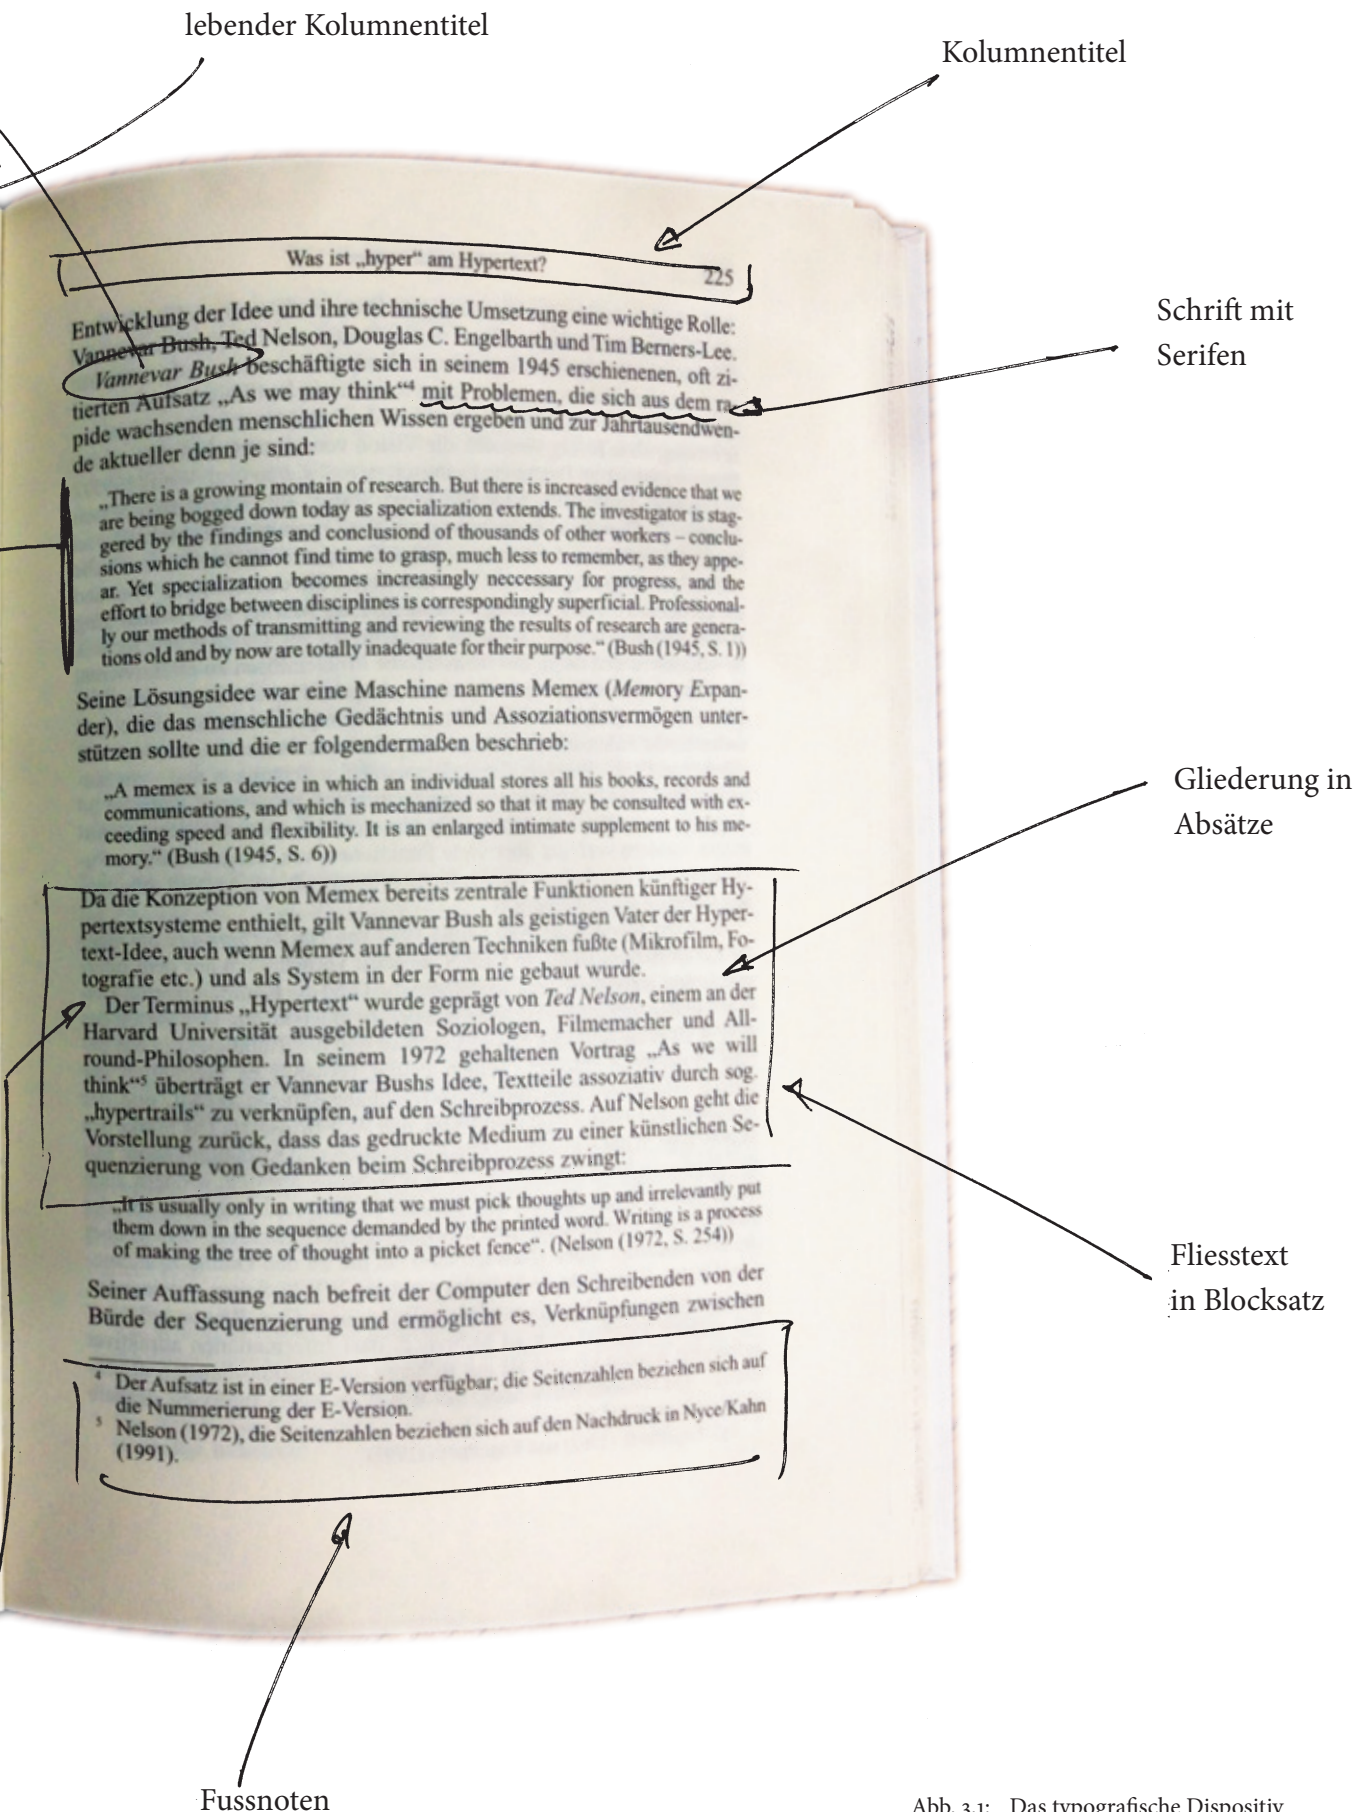 lebender Kolumnentitel
Kolumnentitel
Was ist „hyper“ am Hypertext?
225
Entwicklung der Idee und ihre technische Umsetzung eine wichtige Rolle:
Vannevar Bush, Ted Nelson, Douglas C. Engelbarth und Tim Berners-Lee.
Vannevar Bush beschäftigte sich in seinem 1945 erschienenen, oft zi-
tierten Aufsatz „As we may think“⁴ mit Problemen, die sich aus dem ra-
pide wachsenden menschlichen Wissen ergeben und zur Jahrtausendwen-
de aktueller denn je sind:
Schrift mit
Serifen
„There is a growing montain of research. But there is increased evidence that we
are being bogged down today as specialization extends. The investigator is stag-
gered by the findings and conclusiond of thousands of other workers – conclu-
sions which he cannot find time to grasp, much less to remember, as they appe-
ar. Yet specialization becomes increasingly neccessary for progress, and the
effort to bridge between disciplines is correspondingly superficial. Professional-
ly our methods of transmitting and reviewing the results of research are genera-
tions old and by now are totally inadequate for their purpose.“ (Bush (1945, S. 1))
Seine Lösungsidee war eine Maschine namens Memex (Memory Expan-
der), die das menschliche Gedächtnis und Assoziationsvermögen unter-
stützen sollte und die er folgendermaßen beschrieb:
„A memex is a device in which an individual stores all his books, records and
communications, and which is mechanized so that it may be consulted with ex-
ceeding speed and flexibility. It is an enlarged intimate supplement to his me-
mory.“ (Bush (1945, S. 6))
Gliederung in
Absätze
Da die Konzeption von Memex bereits zentrale Funktionen künftiger Hy-
pertextsysteme enthielt, gilt Vannevar Bush als geistigen Vater der Hyper-
text-Idee, auch wenn Memex auf anderen Techniken fußte (Mikrofilm, Fo-
tografie etc.) und als System in der Form nie gebaut wurde.
Der Terminus „Hypertext“ wurde geprägt von Ted Nelson, einem an der
Harvard Universität ausgebildeten Soziologen, Filmemacher und All-
round-Philosophen. In seinem 1972 gehaltenen Vortrag „As we will
think“⁵ überträgt er Vannevar Bushs Idee, Textteile assoziativ durch sog.
„hypertrails“ zu verknüpfen, auf den Schreibprozess. Auf Nelson geht die
Vorstellung zurück, dass das gedruckte Medium zu einer künstlichen Se-
quenzierung von Gedanken beim Schreibprozess zwingt:
„It is usually only in writing that we must pick thoughts up and irrelevantly put
them down in the sequence demanded by the printed word. Writing is a process
of making the tree of thought into a picket fence“. (Nelson (1972, S. 254))
Fliesstext
in Blocksatz
Seiner Auffassung nach befreit der Computer den Schreibenden von der
Bürde der Sequenzierung und ermöglicht es, Verknüpfungen zwischen
⁴ Der Aufsatz ist in einer E-Version verfügbar; die Seitenzahlen beziehen sich auf
die Nummerierung der E-Version.
⁵ Nelson (1972), die Seitenzahlen beziehen sich auf den Nachdruck in Nyce/Kahn
(1991).
Fussnoten
Abb. 3.1: Das typografische Dispositiv